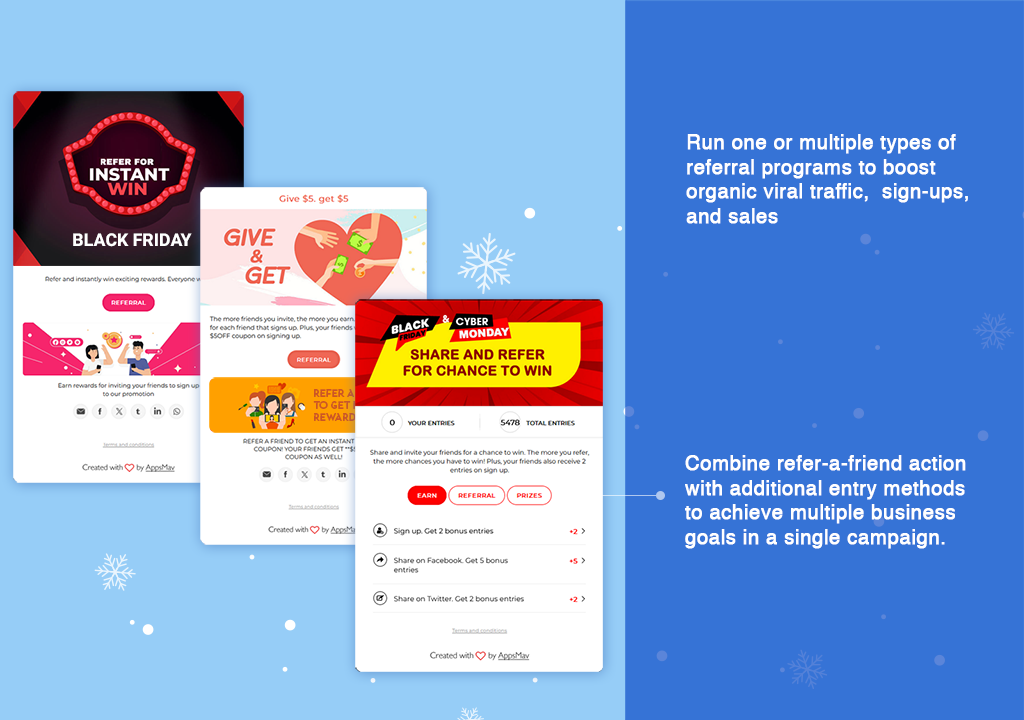 REFER FOR
INSTANT
WIN
BLACK FRIDAY
Refer and instantly win exciting rewards. Everyone
REFERRAL
Earn rewards for inviting your friends to sign up
to our promotion
Terms and conditions
Created with by AppsMav
Give $5. get $5
GIVE
&
GET
The more friends you invite, the more you earn.
for each friend that signs up. Plus, your friends
$5OFF coupon on signing up.
REFERRAL
REFER A
TO GET
REWARD
REFER A FRIEND TO GET AN INSTANT
COUPON! YOUR FRIENDS GET **$5
COUPON AS WELL!
Terms and conditions
Created with by
BLACK
FRIDAY
& CYBER
MONDAY
SHARE AND REFER
FOR CHANCE TO WIN
0 YOUR ENTRIES 5478 TOTAL ENTRIES
Share and invite your friends for a chance to win. The more you refer,
the more chances you have to win! Plus, your friends also receive 2
entries on sign up.
EARN REFERRAL PRIZES
Sign up. Get 2 bonus entries +2
Share on Facebook. Get 5 bonus
entries +5
Share on Twitter. Get 2 bonus entries +2
Terms and conditions
Created with by AppsMav
Run one or multiple types of
referral programs to boost
organic viral traffic,  sign-ups,
and sales
Combine refer-a-friend action
with additional entry methods
to achieve multiple business
goals in a single campaign.